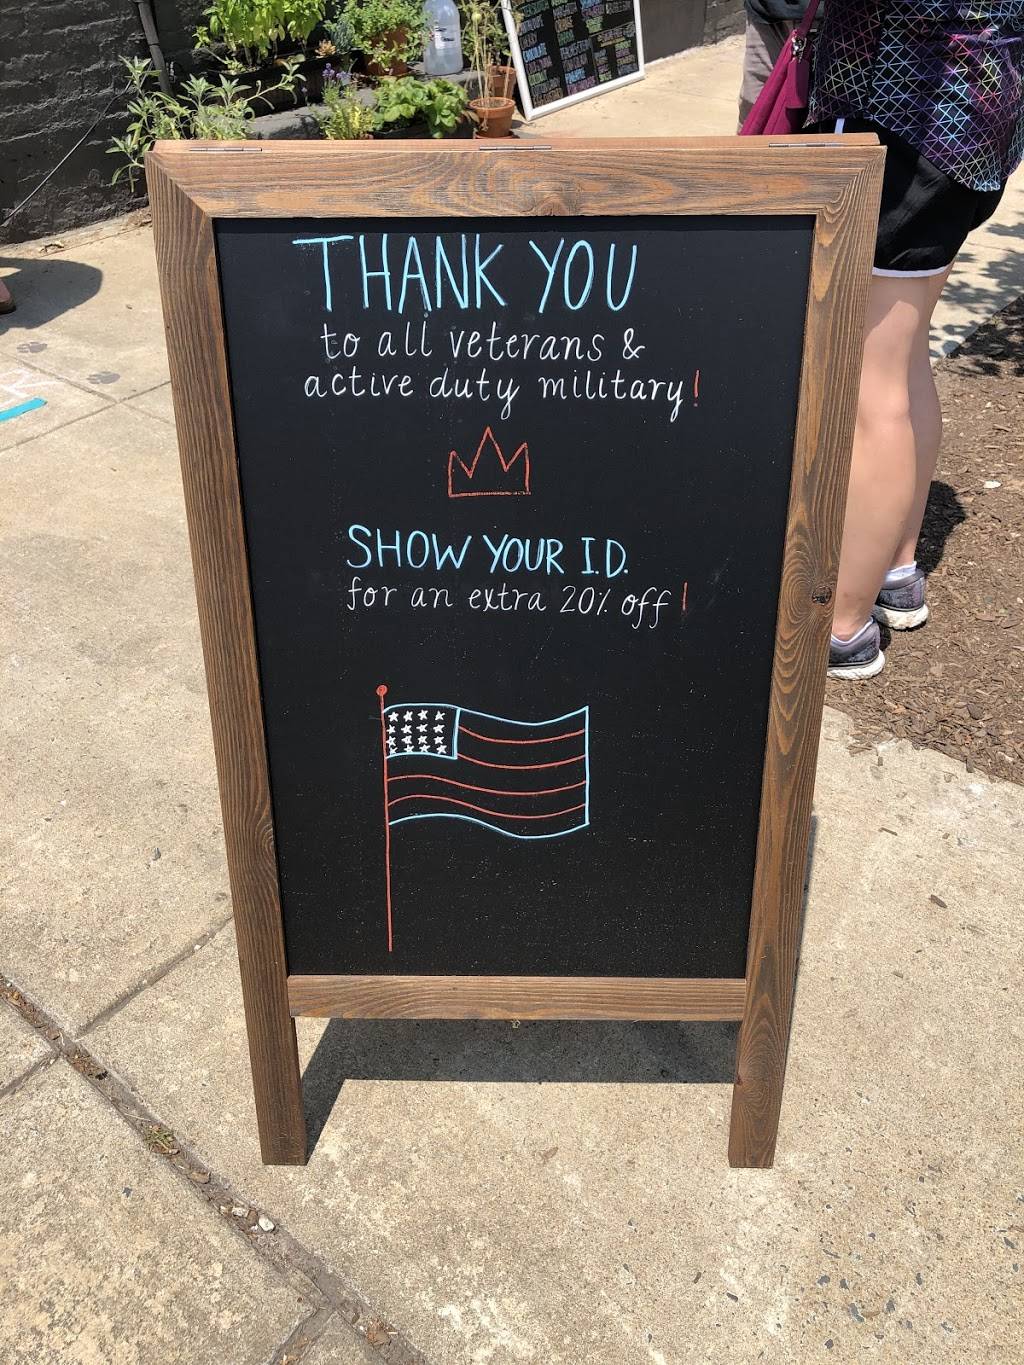 THANK YOU
to all veterans &
active duty military!
SHOW YOUR I.D.
for an extra 20% off!